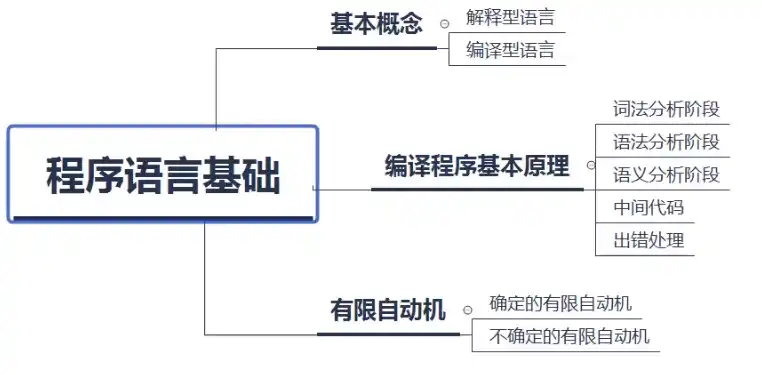 程序语言基础
基本概念
解释型语言
编译型语言
编译程序基本原理
词法分析阶段
语法分析阶段
语义分析阶段
中间代码
出错处理
有限自动机
确定的有限自动机
不确定的有限自动机